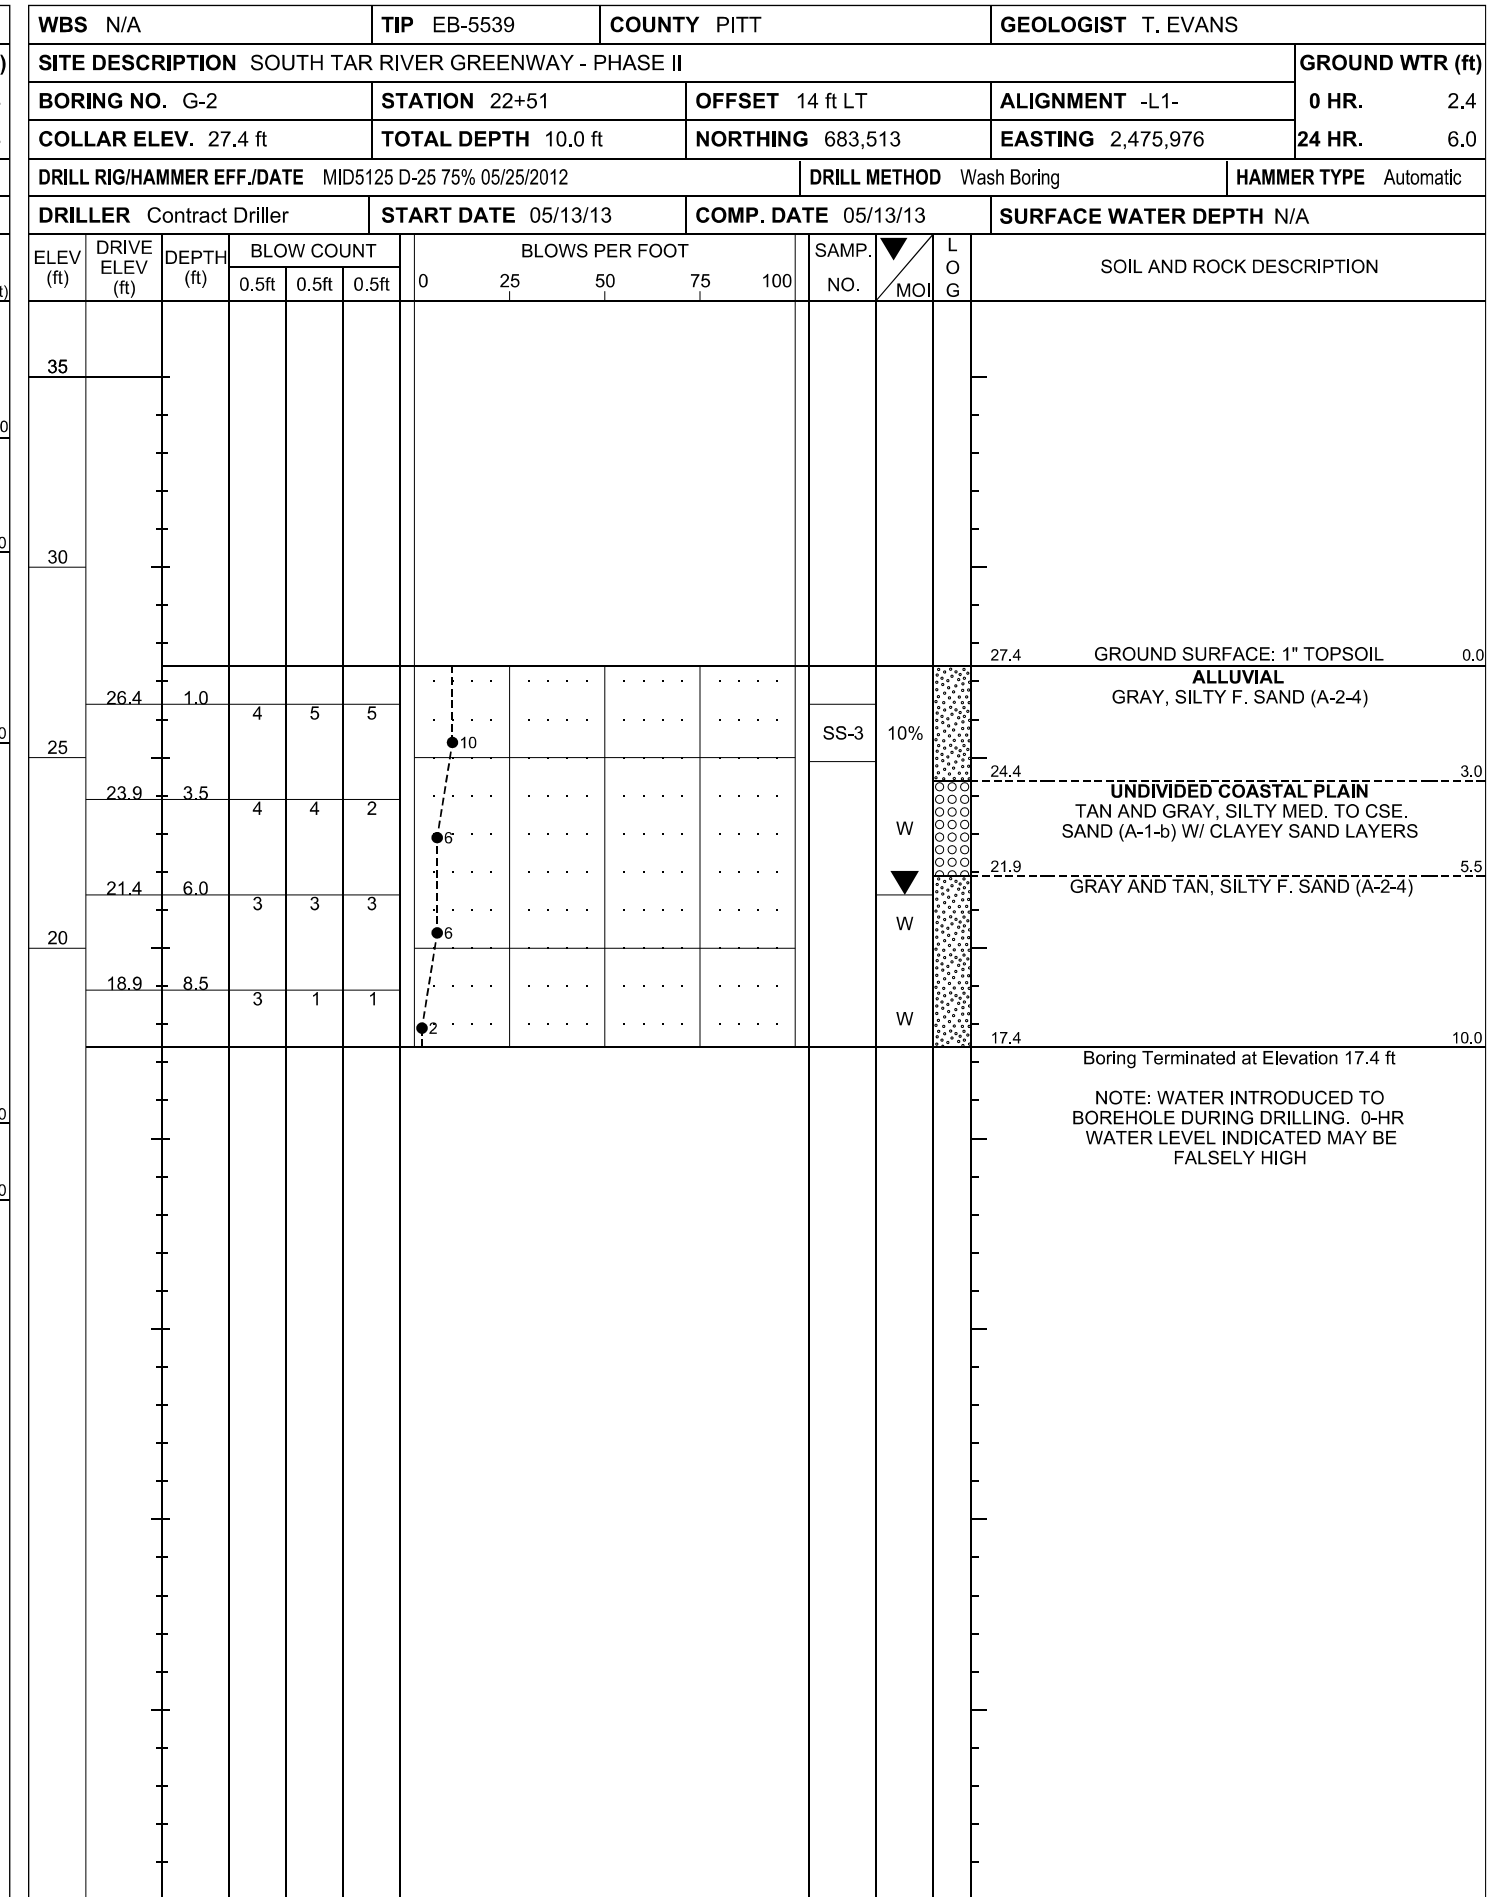 WBS N/A TIP EB-5539 COUNTY PITT GEOLOGIST T. EVANS
) SITE DESCRIPTION SOUTH TAR RIVER GREENWAY - PHASE II GROUND WTR (ft)
BORING NO. G-2 STATION 22+51 OFFSET 14 ft LT ALIGNMENT -L1- 0 HR. 2.4
COLLAR ELEV. 27.4 ft TOTAL DEPTH 10.0 ft NORTHING 683,513 EASTING 2,475,976 24 HR. 6.0
DRILL RIG/HAMMER EFF./DATE MID5125 D-25 75% 05/25/2012 DRILL METHOD Wash Boring HAMMER TYPE Automatic
DRILLER Contract Driller START DATE 05/13/13 COMP. DATE 05/13/13 SURFACE WATER DEPTH N/A
ELEV (ft) DRIVE ELEV (ft) DEPTH (ft) BLOW COUNT BLOWS PER FOOT SAMP. NO. MOI LOG SOIL AND ROCK DESCRIPTION
t) 0.5ft 0.5ft 0.5ft 0 25 50 75 100
35
0
0
30
27.4 GROUND SURFACE: 1" TOPSOIL 0.0
ALLUVIAL
26.4 1.0 GRAY, SILTY F. SAND (A-2-4)
4 5 5
0 SS-3 10%
25 10
24.4 3.0
23.9 3.5 UNDIVIDED COASTAL PLAIN
4 4 2 TAN AND GRAY, SILTY MED. TO CSE.
6 W SAND (A-1-b) W/ CLAYEY SAND LAYERS
21.9 5.5
21.4 6.0 GRAY AND TAN, SILTY F. SAND (A-2-4)
3 3 3
W
20 6
18.9 8.5
3 1 1
2 W
17.4 10.0
Boring Terminated at Elevation 17.4 ft
NOTE: WATER INTRODUCED TO
0 BOREHOLE DURING DRILLING. 0-HR
WATER LEVEL INDICATED MAY BE
FALSELY HIGH
0